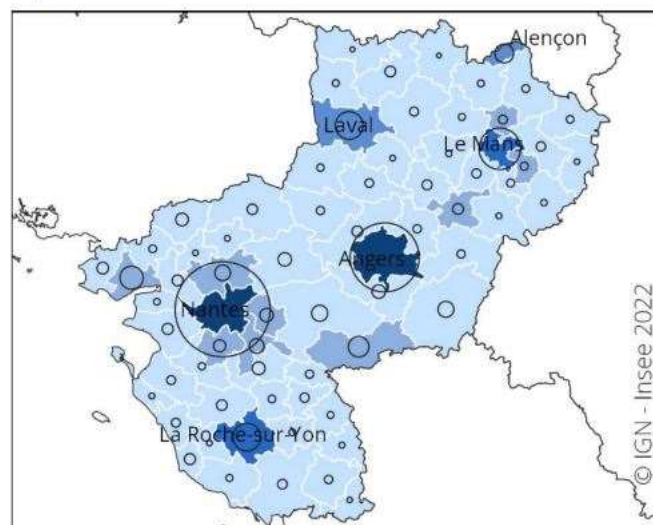 Alençon
Laval
Le Mans
Angers
Nantes
La Roche-sur-Yon
© IGN - Insee 2022